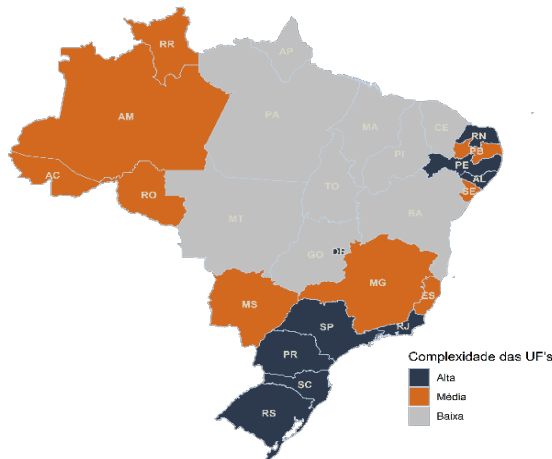 RR
AP
AM
PA
MA
CE
RN
PB
PI
PE
AL
AC
SE
TO
RO
BA
MT
GO
DF
MG
ES
MS
SP
RJ
PR
SC
RS
Complexidade das UF's
Alta
Média
Baixa